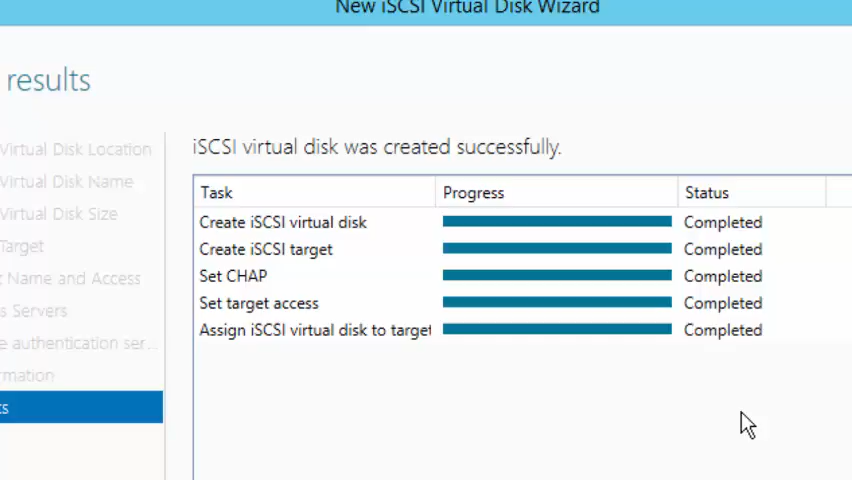 New iSCSI Virtual Disk Wizard
results
Virtual Disk Location
iSCSI virtual disk was created successfully.
Virtual Disk Name
Virtual Disk Size
Target
Name and Access
Servers
authentication ser...
Task Progress Status
Create iSCSI virtual disk Completed
Create iSCSI target Completed
Set CHAP Completed
Set target access Completed
Assign iSCSI virtual disk to target Completed